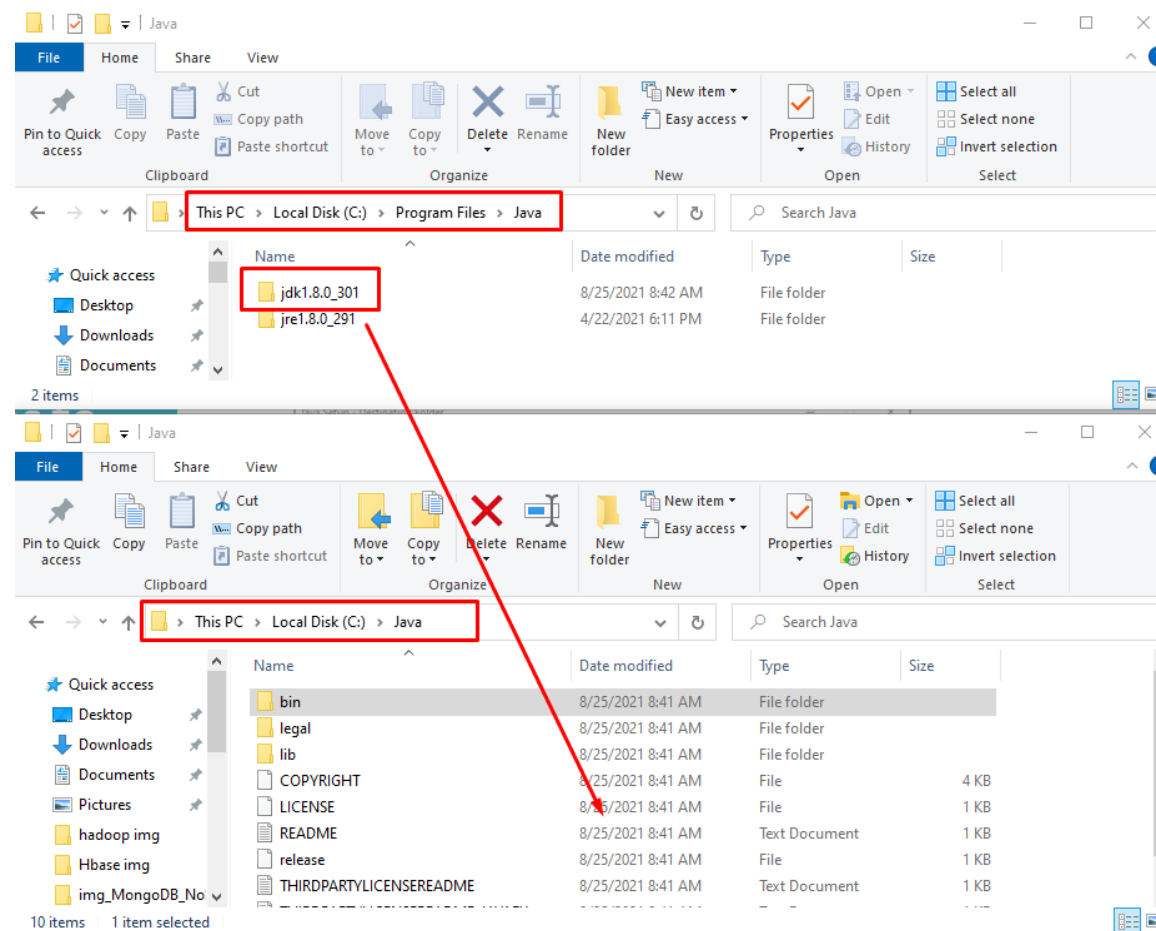 Java
File Home Share View
Pin to Quick access
Copy
Paste
Cut
Copy path
Paste shortcut
Clipboard
Move to
Copy to
Delete
Rename
Organize
New folder
New item
Easy access
New
Properties
Open
Edit
History
Open
Select all
Select none
Invert selection
Select
This PC > Local Disk (C:) > Program Files > Java
Search Java
Name Date modified Type Size
Quick access
Desktop
Downloads
Documents
jdk1.8.0_301 8/25/2021 8:42 AM File folder
jre1.8.0_291 4/22/2021 6:11 PM File folder
2 items
Java
File Home Share View
Pin to Quick access
Copy
Paste
Cut
Copy path
Paste shortcut
Clipboard
Move to
Copy to
Delete
Rename
Organize
New folder
New item
Easy access
New
Properties
Open
Edit
History
Open
Select all
Select none
Invert selection
Select
This PC > Local Disk (C:) > Java
Search Java
Name Date modified Type Size
Quick access
Desktop
Downloads
Documents
Pictures
hadoop img
Hbase img
img_MongoDB_No
bin 8/25/2021 8:41 AM File folder
legal 8/25/2021 8:41 AM File folder
lib 8/25/2021 8:41 AM File folder
COPYRIGHT 8/25/2021 8:41 AM File 4 KB
LICENSE 8/25/2021 8:41 AM File 1 KB
README 8/25/2021 8:41 AM Text Document 1 KB
release 8/25/2021 8:41 AM File 1 KB
THIRDPARTYLICENSEREADME 8/25/2021 8:41 AM Text Document 1 KB
10 items 1 item selected